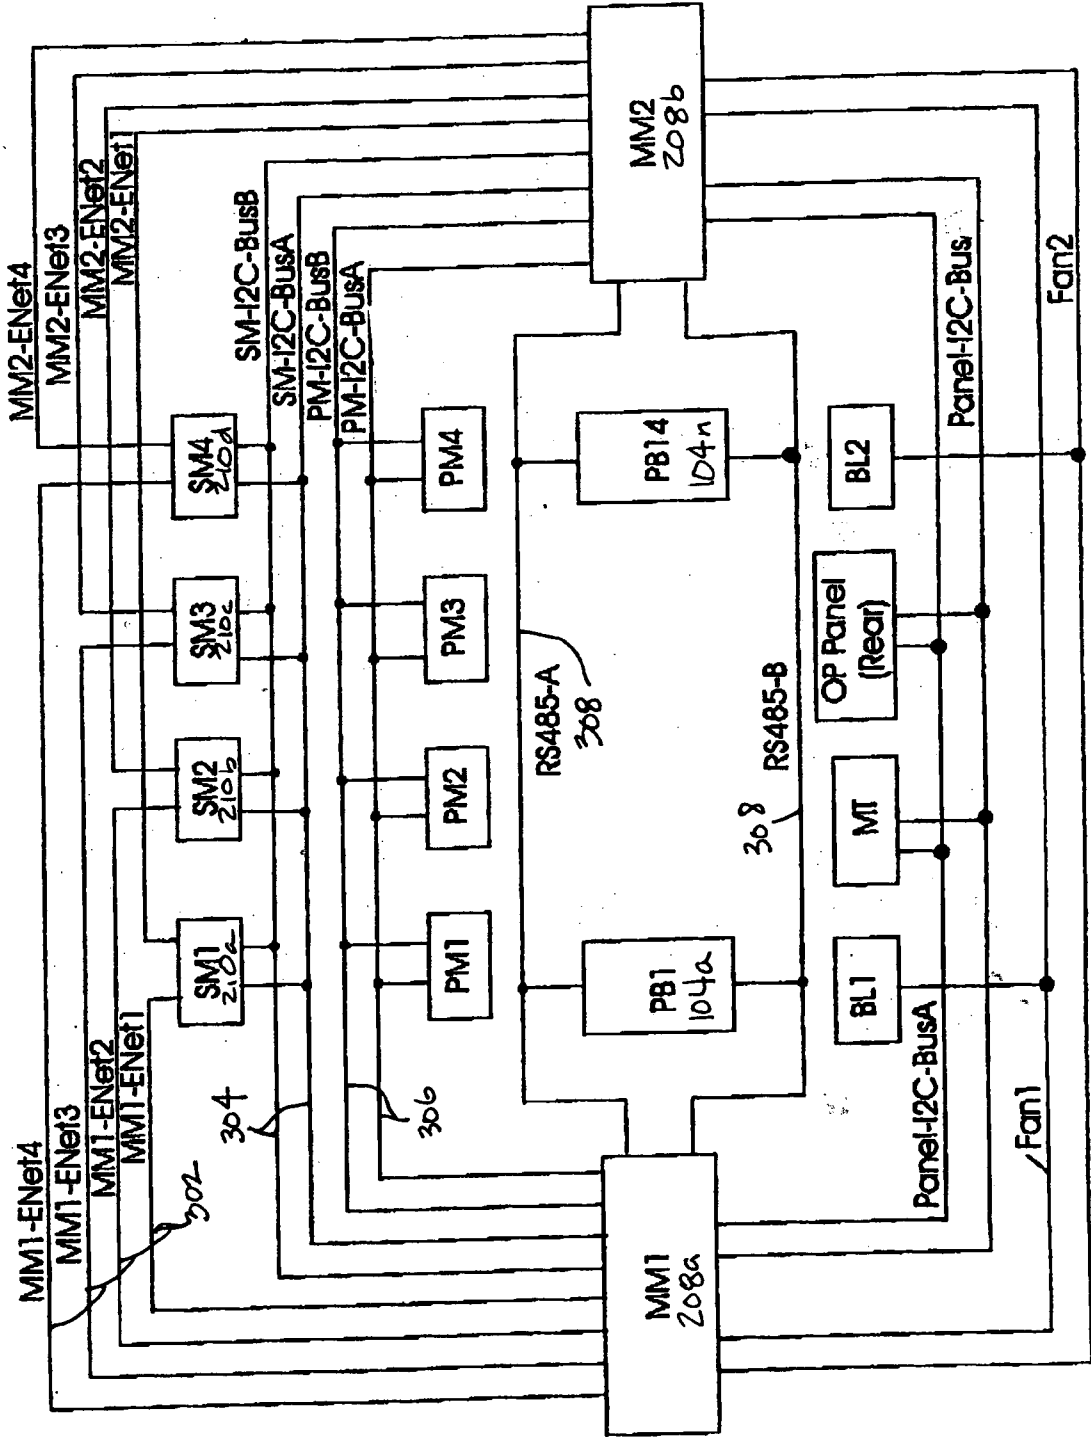 MM1-ENet4
MM2-ENet4
MM1-ENet3
MM2-ENet3
MM1-ENet2
MM2-ENet2
MM1-ENet1
MM2-ENet1
302
SM1
210a
SM2
210b
SM3
210c
SM4
210d
304
SM-I2C-BusB
SM-I2C-BusA
PM-I2C-BusB
PM-I2C-BusA
306
PM1
PM2
PM3
PM4
RS485-A
308
MM1
208a
PB1
104a
PB14
104n
MM2
208b
308
RS485-B
BL1
MT
OP Panel
(Rear)
BL2
Panel-I2C-BusA
Panel-I2C-Bus
Fan1
Fan2